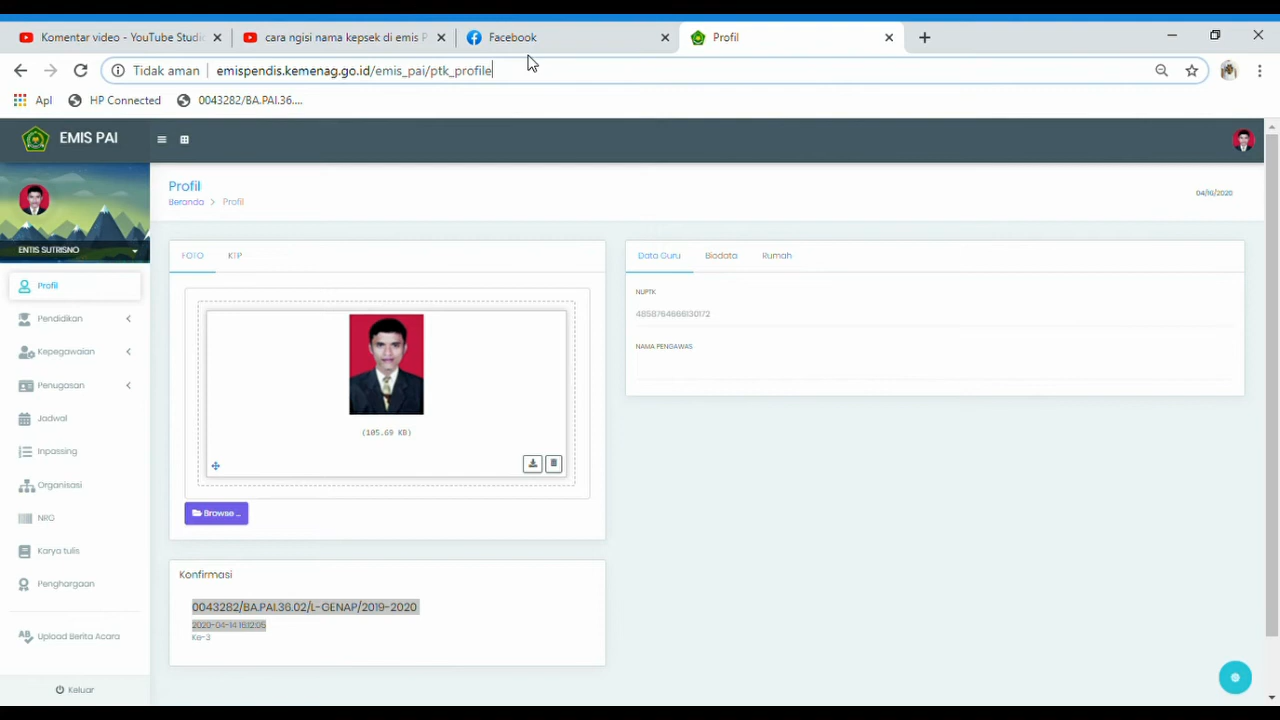 Komentar video - YouTube Studi
cara ngisi nama kepsek di emis P
Facebook
Profil
Tidak aman
emispendis.kemenag.go.id/emis_pai/ptk_profile
Apl
HP Connected
0043282/BA.PAI.36....
EMIS PAI
Profil
Beranda > Profil
04/10/2020
ENTIS SUTRISNO
Profil
Pendidikan
Kepegawaian
Penugasan
Jadwal
Inpassing
Organisasi
NRG
Karya tulis
Penghargaan
Upload Berita Acara
Keluar
FOTO
KTP
(105.69 KB)
Browse ...
Konfirmasi
0043282/BA.PAI.36.02/L-GENAP/2019-2020
2020-04-14 16:12:05
Ke-3
Data Guru
Biodata
Rumah
NUPTK
4858764666130172
NAMA PENGAWAS